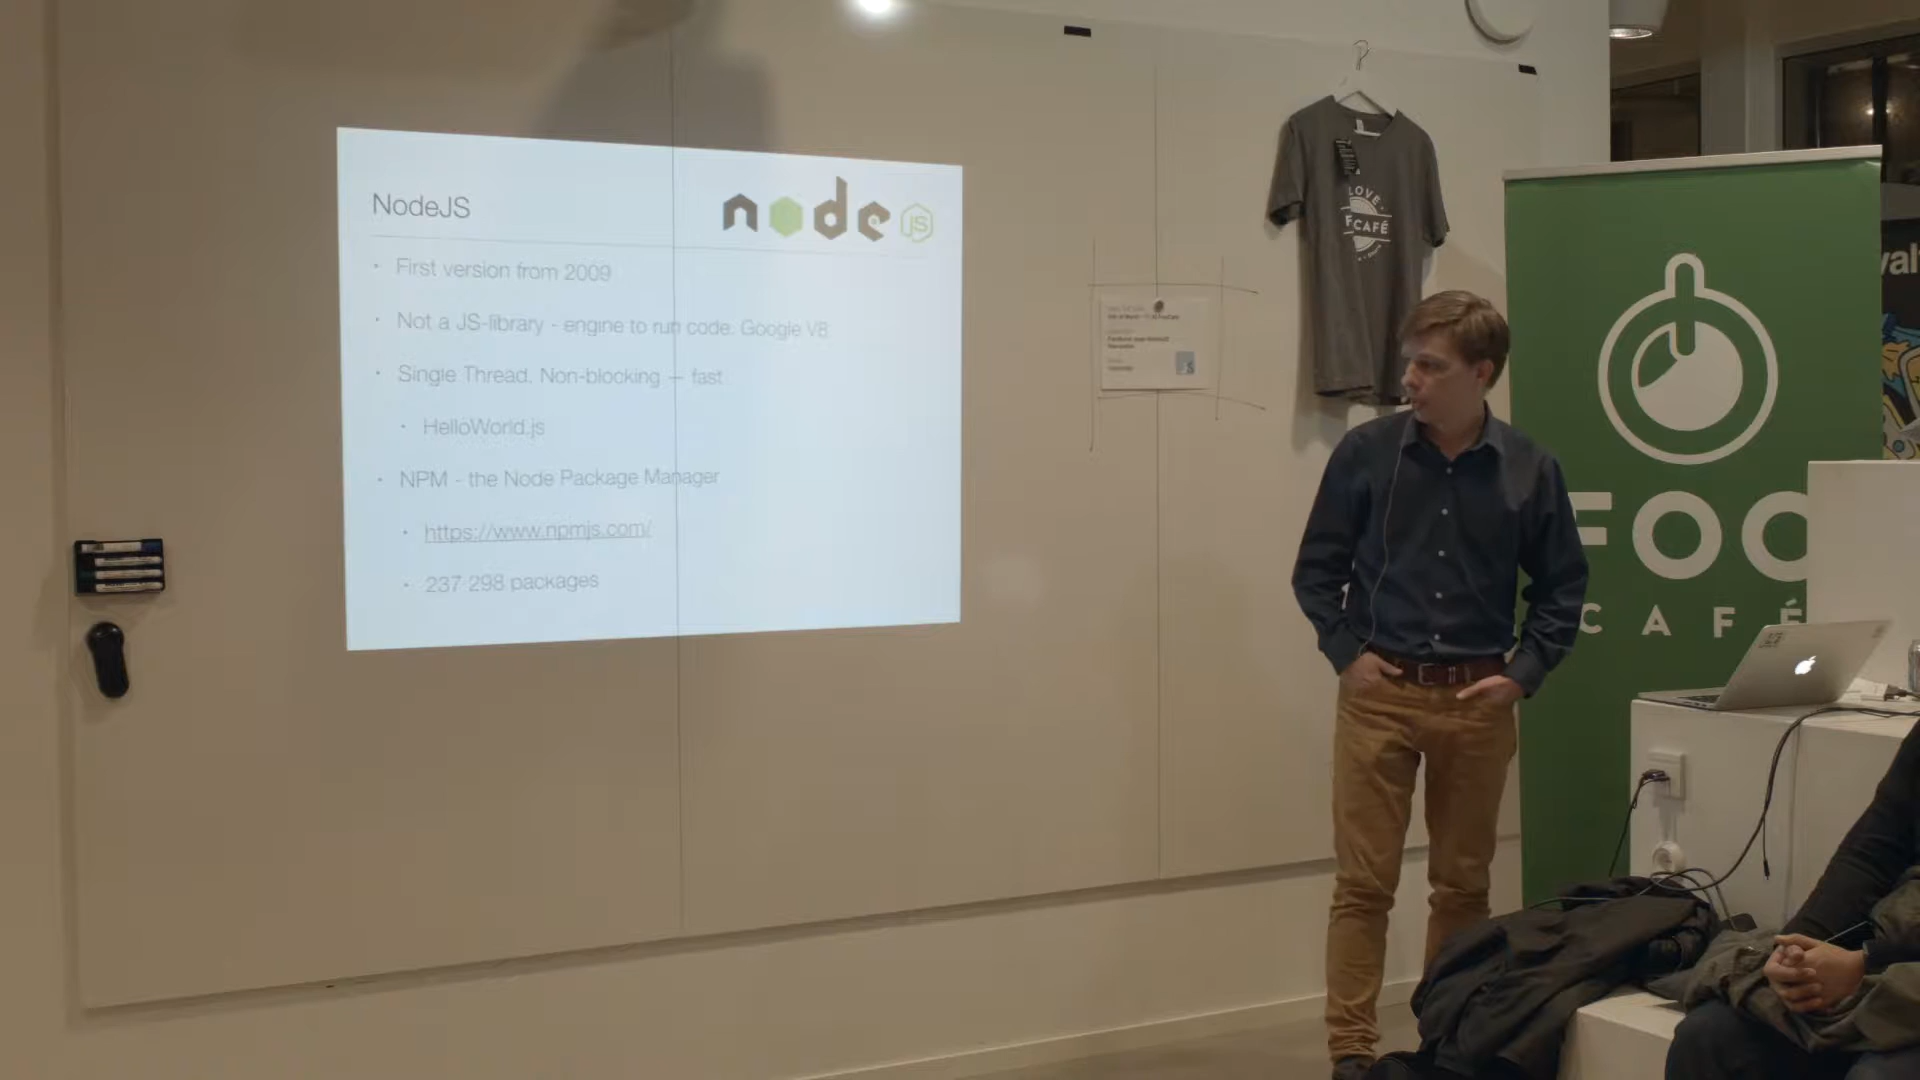 NodeJS
node
JS
First version from 2009
Not a JS-library - engine to run code. Google V8
Single Thread. Non-blocking — fast
HelloWorld.js
NPM - the Node Package Manager
https://www.npmjs.com/
237 298 packages
LOVE
FCAFÉ
FOO
CAFÉ